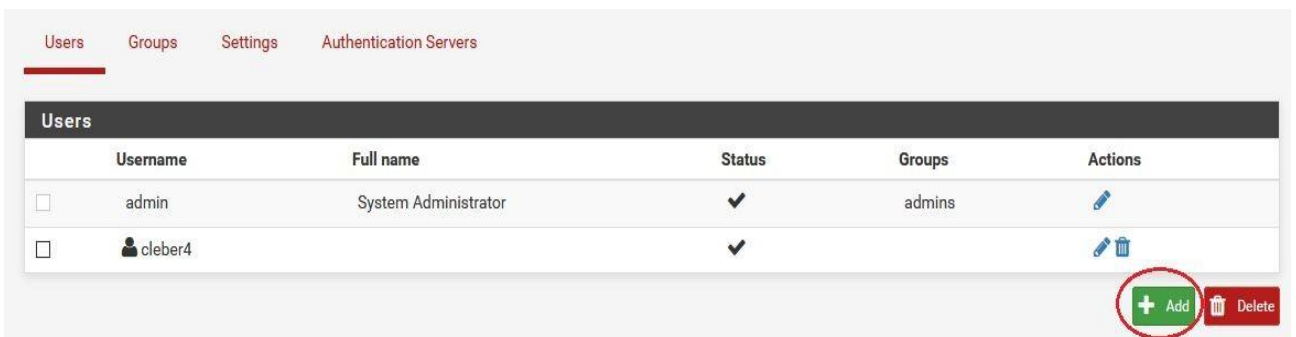 Users Groups Settings Authentication Servers
Users
Username Full name Status Groups Actions
admin System Administrator admins
cleber4
Add Delete